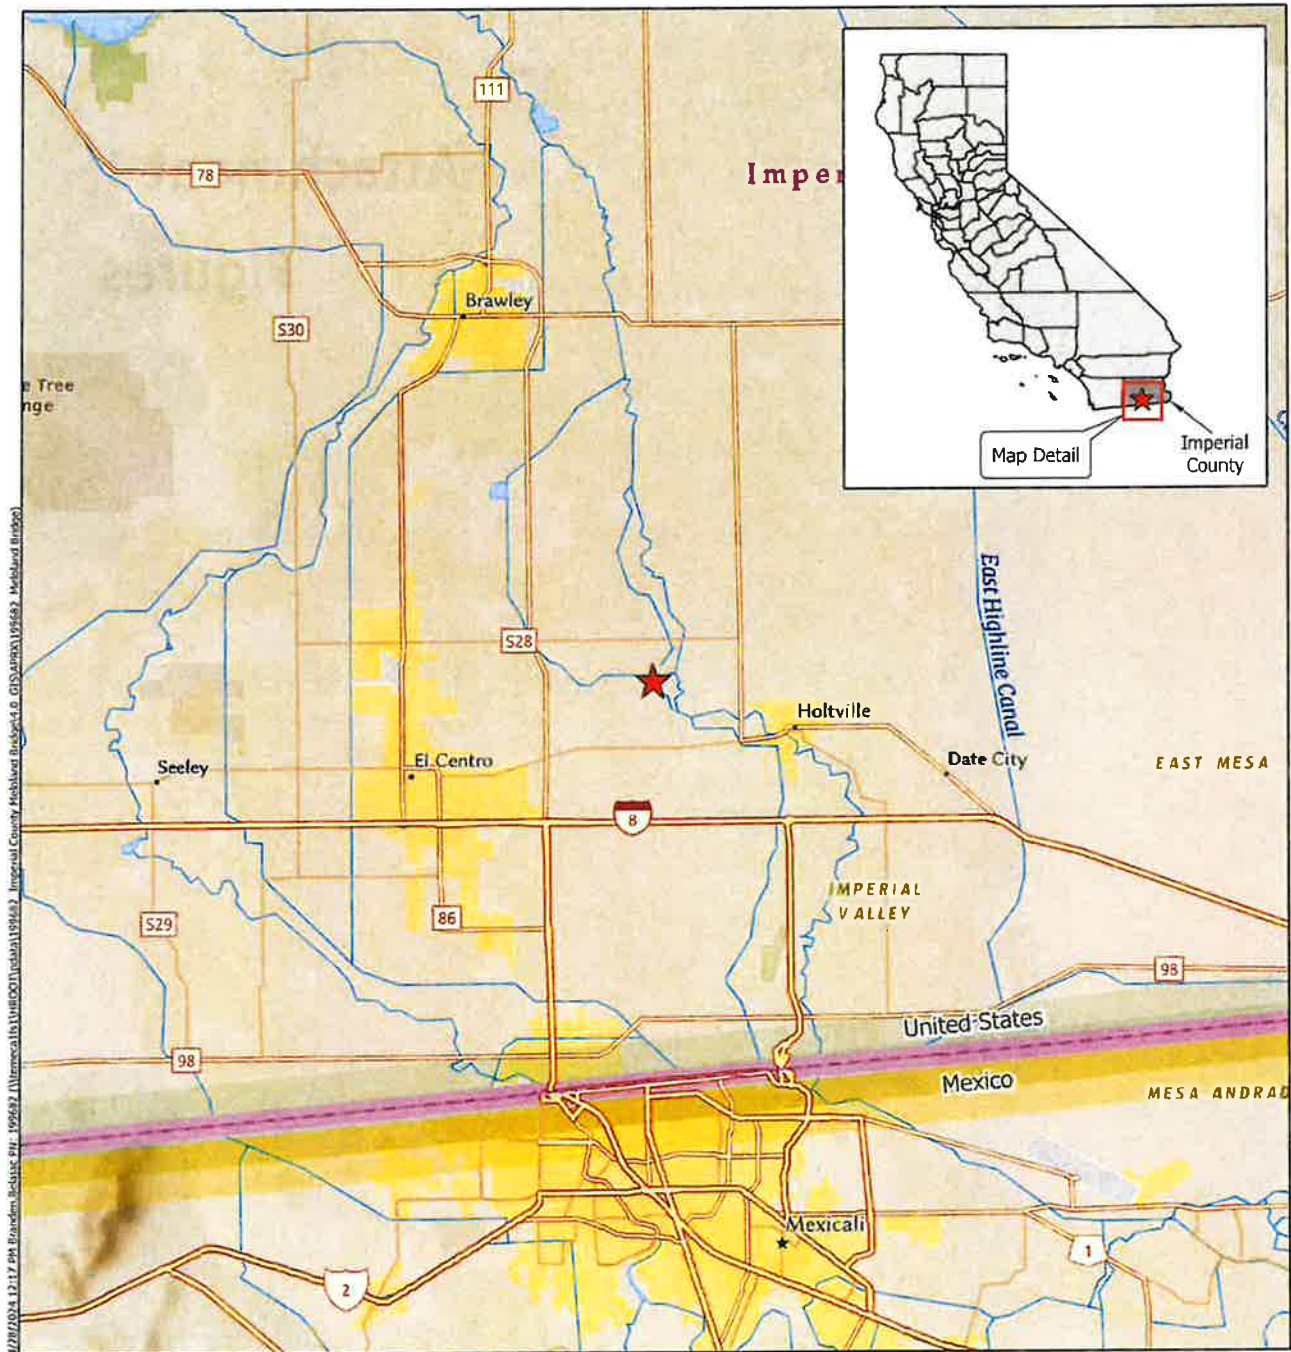 111
78
Imper
Brawley
S30
e Tree
nge
Map Detail
Imperial
County
East Highline Canal
S28
Holtville
Seeley
El Centro
Date City
EAST MESA
8
IMPERIAL
VALLEY
S29
86
98
United States
98
Mexico
MESA ANDRAD
Mexicali
1
2